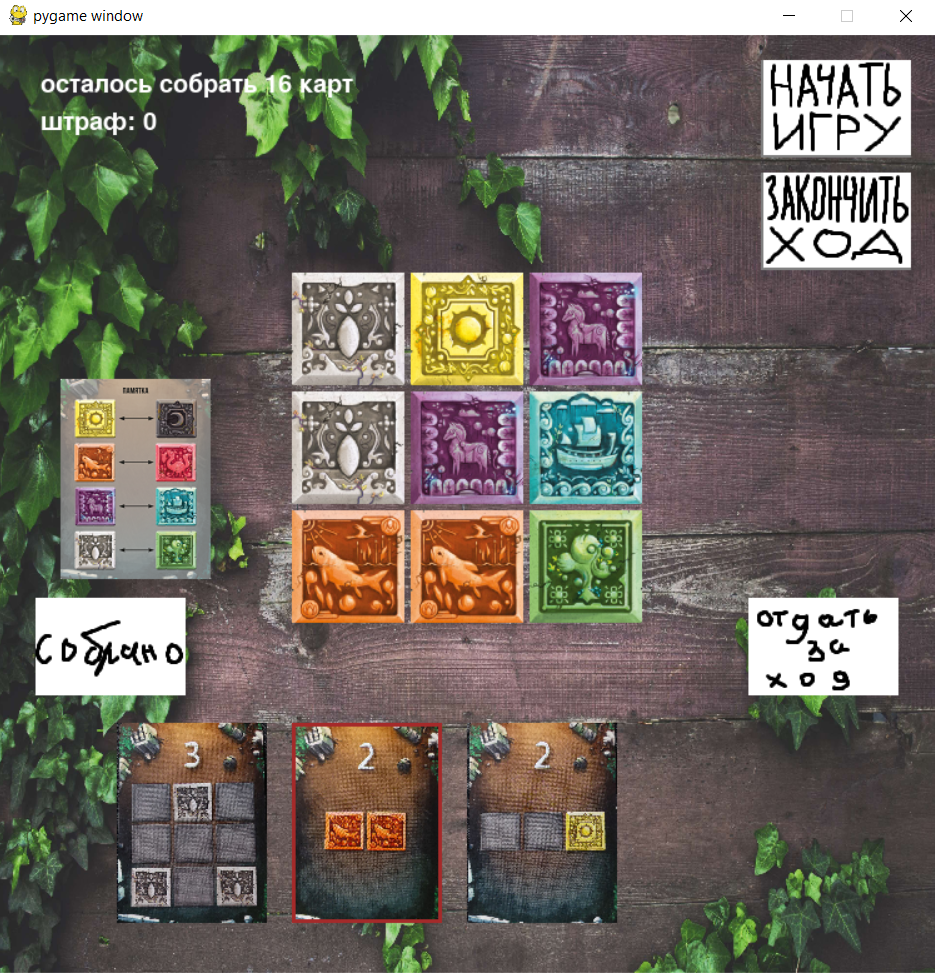 pygame window
осталось собрать 16 карт
штраф: 0
НАЧАТЬ
ИГРУ
ЗАКОНЧИТЬ
ХОД
ПАМЯТКА
собрано
отдать
за
ход
3
2
2